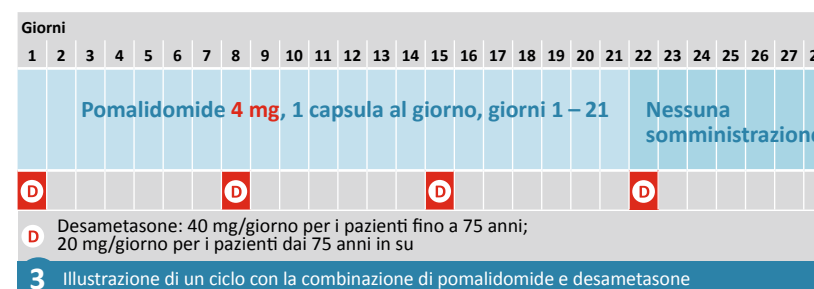 Giorni
1 2 3 4 5 6 7 8 9 10 11 12 13 14 15 16 17 18 19 20 21 22 23 24 25 26 27 2
Pomalidomide 4 mg, 1 capsula al giorno, giorni 1 – 21
Nessuna
somministrazione
D D D D
D Desametasone: 40 mg/giorno per i pazienti fino a 75 anni;
20 mg/giorno per i pazienti dai 75 anni in su
3 Illustrazione di un ciclo con la combinazione di pomalidomide e desametasone